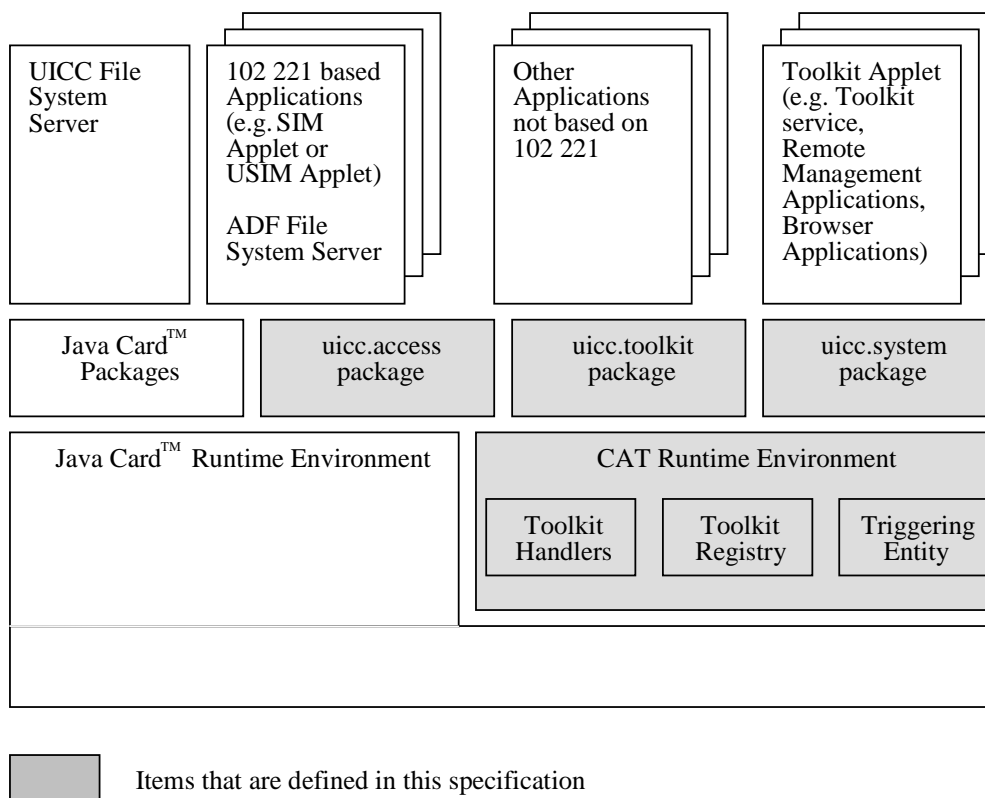 UICC File
System
Server
102 221 based
Applications
(e.g. SIM
Applet or
USIM Applet)
ADF File
System Server
Other
Applications
not based on
102 221
Toolkit Applet
(e.g. Toolkit
service,
Remote
Management
Applications,
Browser
Applications)
Java Card™
Packages
uicc.access
package
uicc.toolkit
package
uicc.system
package
Java Card™ Runtime Environment
CAT Runtime Environment
Toolkit
Handlers
Toolkit
Registry
Triggering
Entity
Items that are defined in this specification